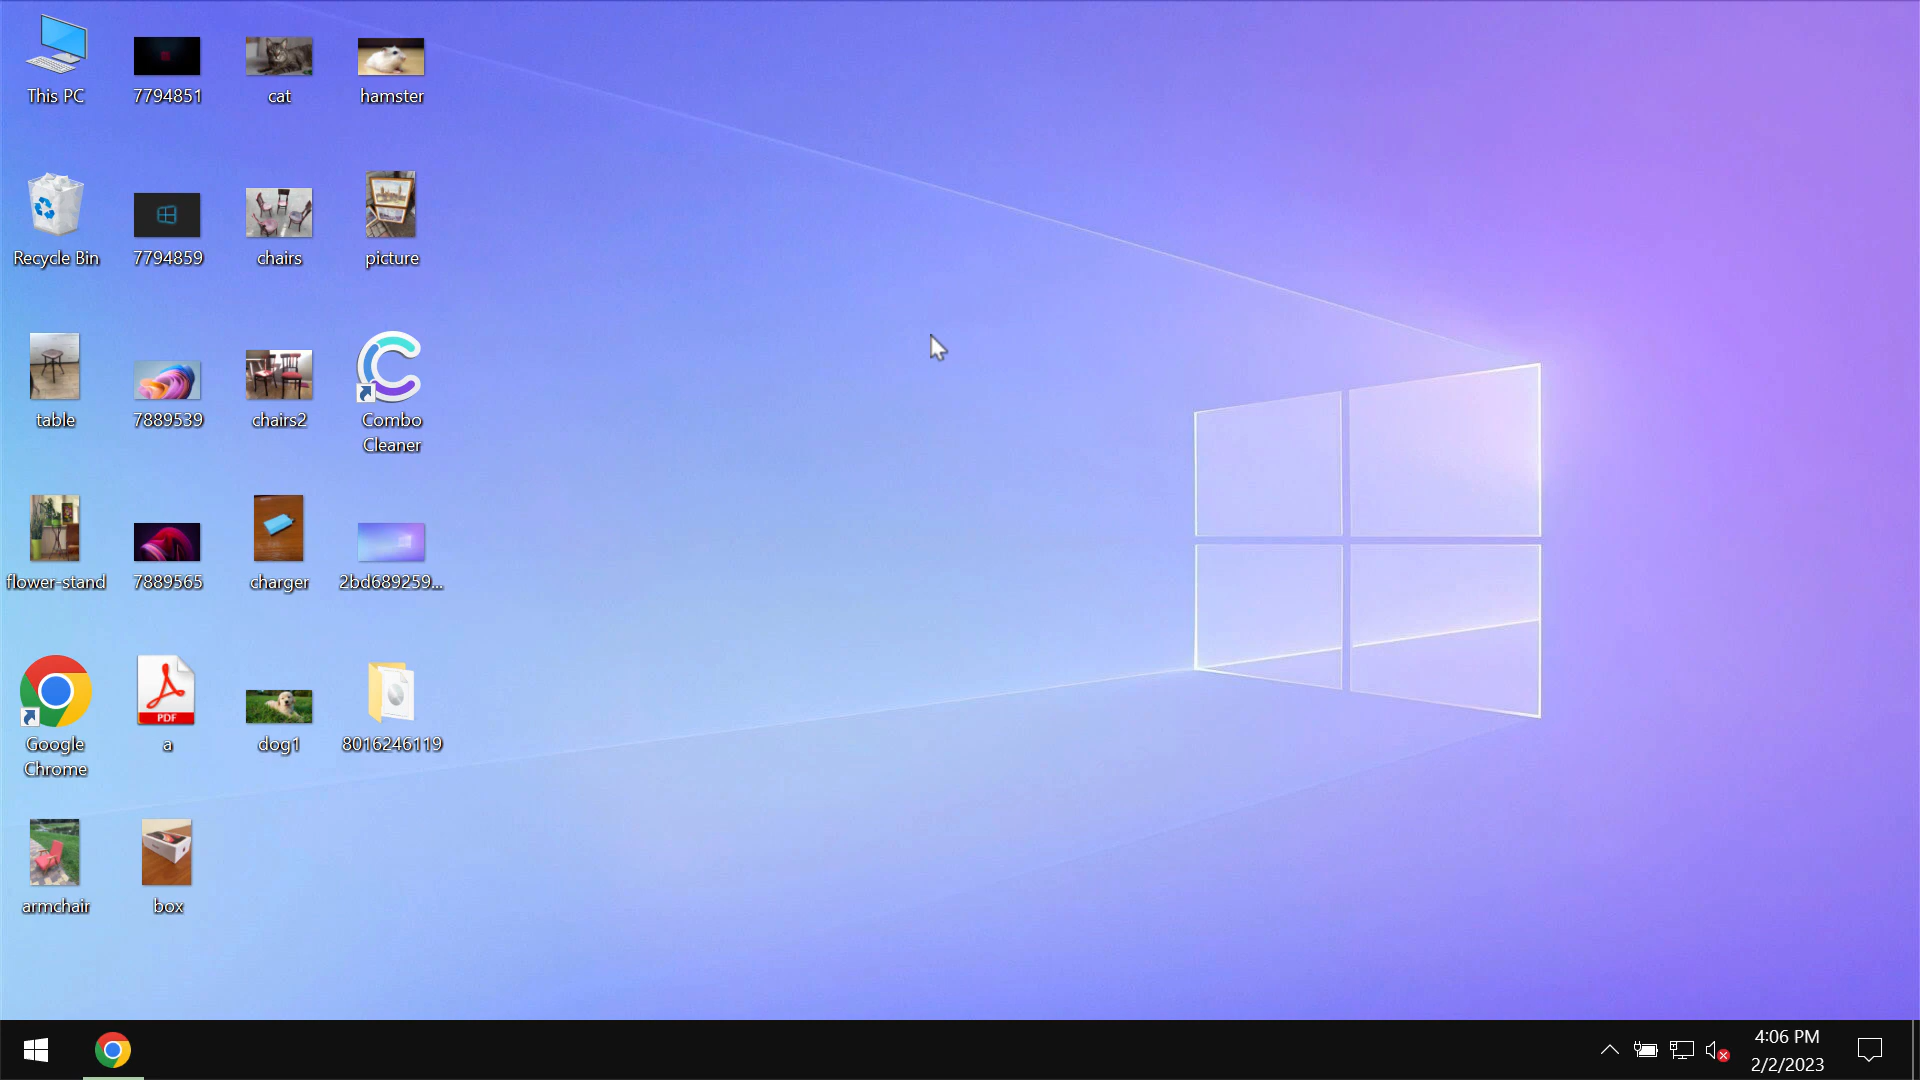 This PC
7794851
cat
hamster
Recycle Bin
7794859
chairs
picture
table
7889539
chairs2
Combo
Cleaner
flower-stand
7889565
charger
2bd689259...
Google
Chrome
PDF
a
dog1
8016246119
armchair
box
4:06 PM
2/2/2023